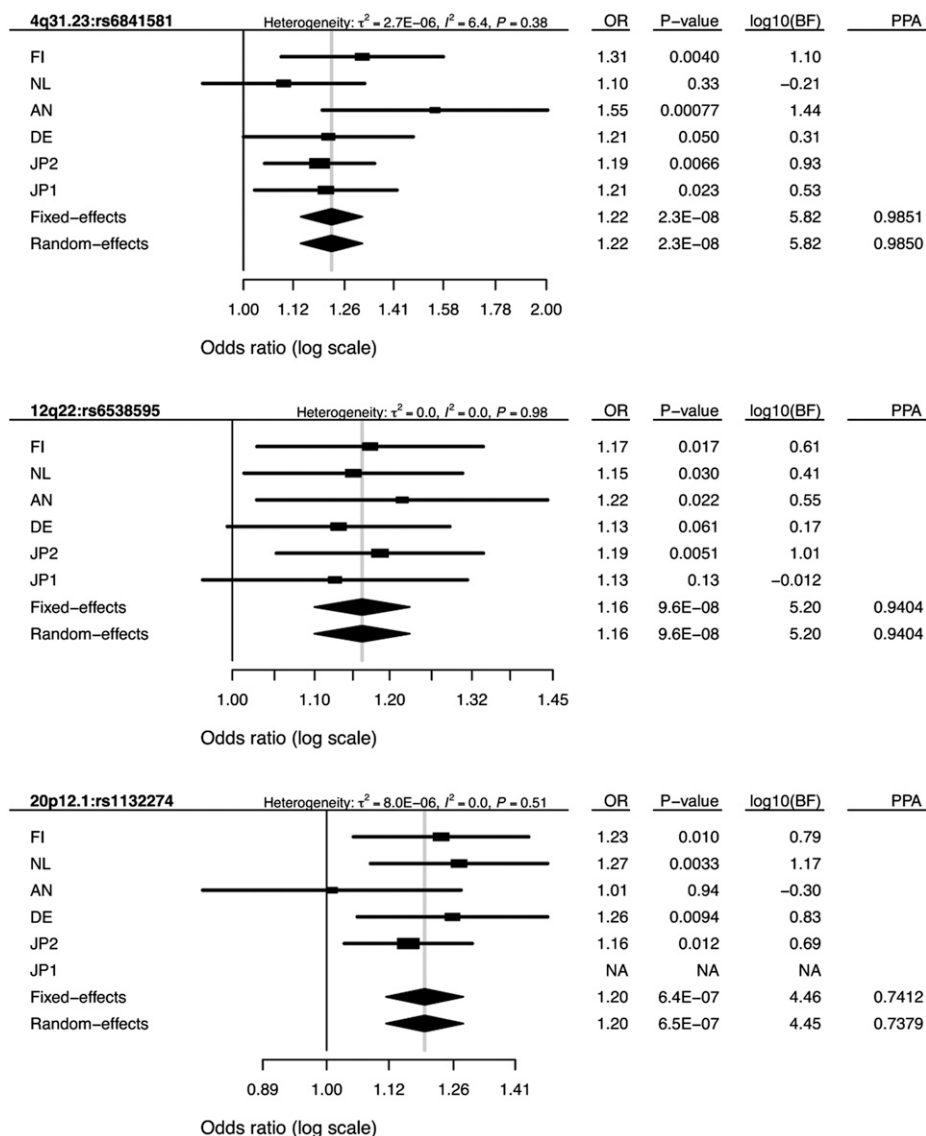 4q31.23:rs6841581 Heterogeneity: τ² = 2.7E−06, I² = 6.4, P = 0.38 OR P−value log10(BF) PPA
FI 1.31 0.0040 1.10
NL 1.10 0.33 −0.21
AN 1.55 0.00077 1.44
DE 1.21 0.050 0.31
JP2 1.19 0.0066 0.93
JP1 1.21 0.023 0.53
Fixed−effects 1.22 2.3E−08 5.82 0.9851
Random−effects 1.22 2.3E−08 5.82 0.9850
1.00 1.12 1.26 1.41 1.58 1.78 2.00
Odds ratio (log scale)
12q22:rs6538595 Heterogeneity: τ² = 0.0, I² = 0.0, P = 0.98 OR P−value log10(BF) PPA
FI 1.17 0.017 0.61
NL 1.15 0.030 0.41
AN 1.22 0.022 0.55
DE 1.13 0.061 0.17
JP2 1.19 0.0051 1.01
JP1 1.13 0.13 −0.012
Fixed−effects 1.16 9.6E−08 5.20 0.9404
Random−effects 1.16 9.6E−08 5.20 0.9404
1.00 1.10 1.20 1.32 1.45
Odds ratio (log scale)
20p12.1:rs1132274 Heterogeneity: τ² = 8.0E−06, I² = 0.0, P = 0.51 OR P−value log10(BF) PPA
FI 1.23 0.010 0.79
NL 1.27 0.0033 1.17
AN 1.01 0.94 −0.30
DE 1.26 0.0094 0.83
JP2 1.16 0.012 0.69
JP1 NA NA NA
Fixed−effects 1.20 6.4E−07 4.46 0.7412
Random−effects 1.20 6.5E−07 4.45 0.7379
0.89 1.00 1.12 1.26 1.41
Odds ratio (log scale)